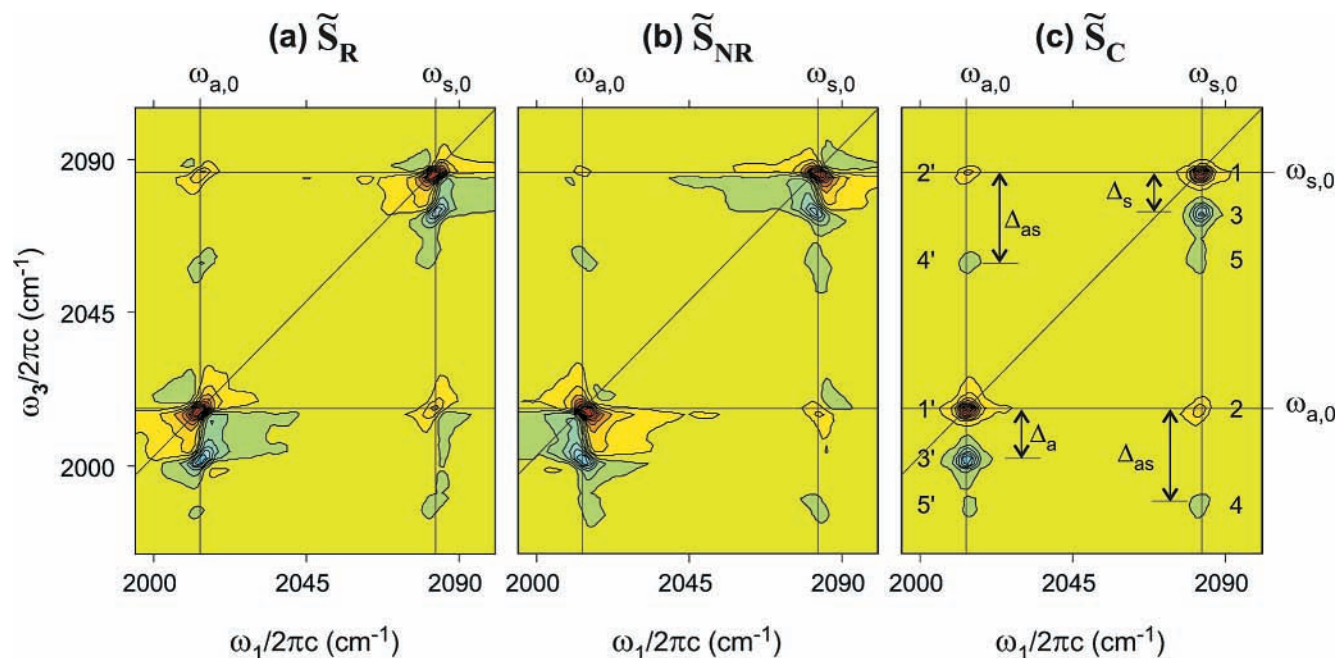 (a) S̃R (b) S̃NR (c) S̃C
ωa,0 ωs,0 ωa,0 ωs,0 ωa,0 ωs,0
2090 2' 1 ωs,0
Δs
Δas 3
4' 5
2045
ω3/2πc (cm-1)
1' 2 ωa,0
Δa
2000 3' Δas
5' 4
2000 2045 2090 2000 2045 2090 2000 2045 2090
ω1/2πc (cm-1) ω1/2πc (cm-1) ω1/2πc (cm-1)